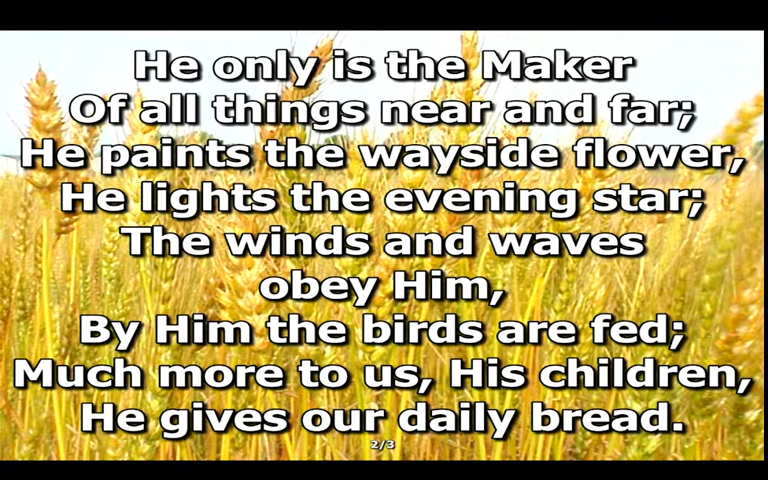 He only is the Maker
Of all things near and far;
He paints the wayside flower,
He lights the evening star;
The winds and waves
obey Him,
By Him the birds are fed;
Much more to us, His children,
He gives our daily bread.
2/3